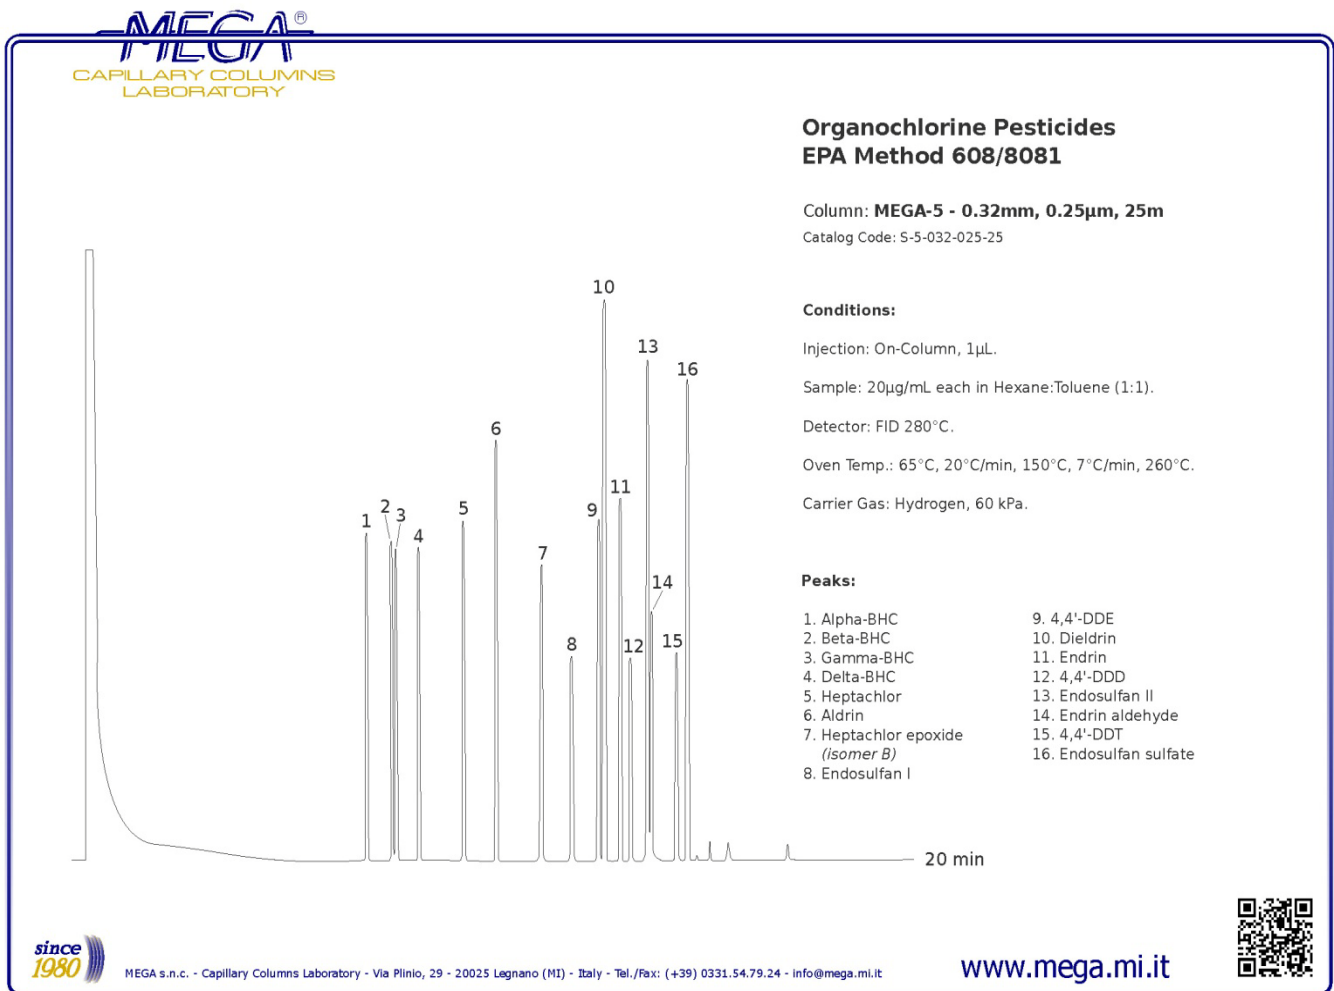 MEGA®
CAPILLARY COLUMNS
LABORATORY
Organochlorine Pesticides
EPA Method 608/8081
Column: MEGA-5 - 0.32mm, 0.25µm, 25m
Catalog Code: S-5-032-025-25
Conditions:
Injection: On-Column, 1µL.
Sample: 20µg/mL each in Hexane:Toluene (1:1).
Detector: FID 280°C.
Oven Temp.: 65°C, 20°C/min, 150°C, 7°C/min, 260°C.
Carrier Gas: Hydrogen, 60 kPa.
Peaks:
1. Alpha-BHC
2. Beta-BHC
3. Gamma-BHC
4. Delta-BHC
5. Heptachlor
6. Aldrin
7. Heptachlor epoxide
(isomer B)
8. Endosulfan I
9. 4,4'-DDE
10. Dieldrin
11. Endrin
12. 4,4'-DDD
13. Endosulfan II
14. Endrin aldehyde
15. 4,4'-DDT
16. Endosulfan sulfate
1
2
3
4
5
6
7
8
9
10
11
12
13
14
15
16
20 min
since
1980
MEGA s.n.c. - Capillary Columns Laboratory - Via Plinio, 29 - 20025 Legnano (MI) - Italy - Tel./Fax: (+39) 0331.54.79.24 - info@mega.mi.it
www.mega.mi.it